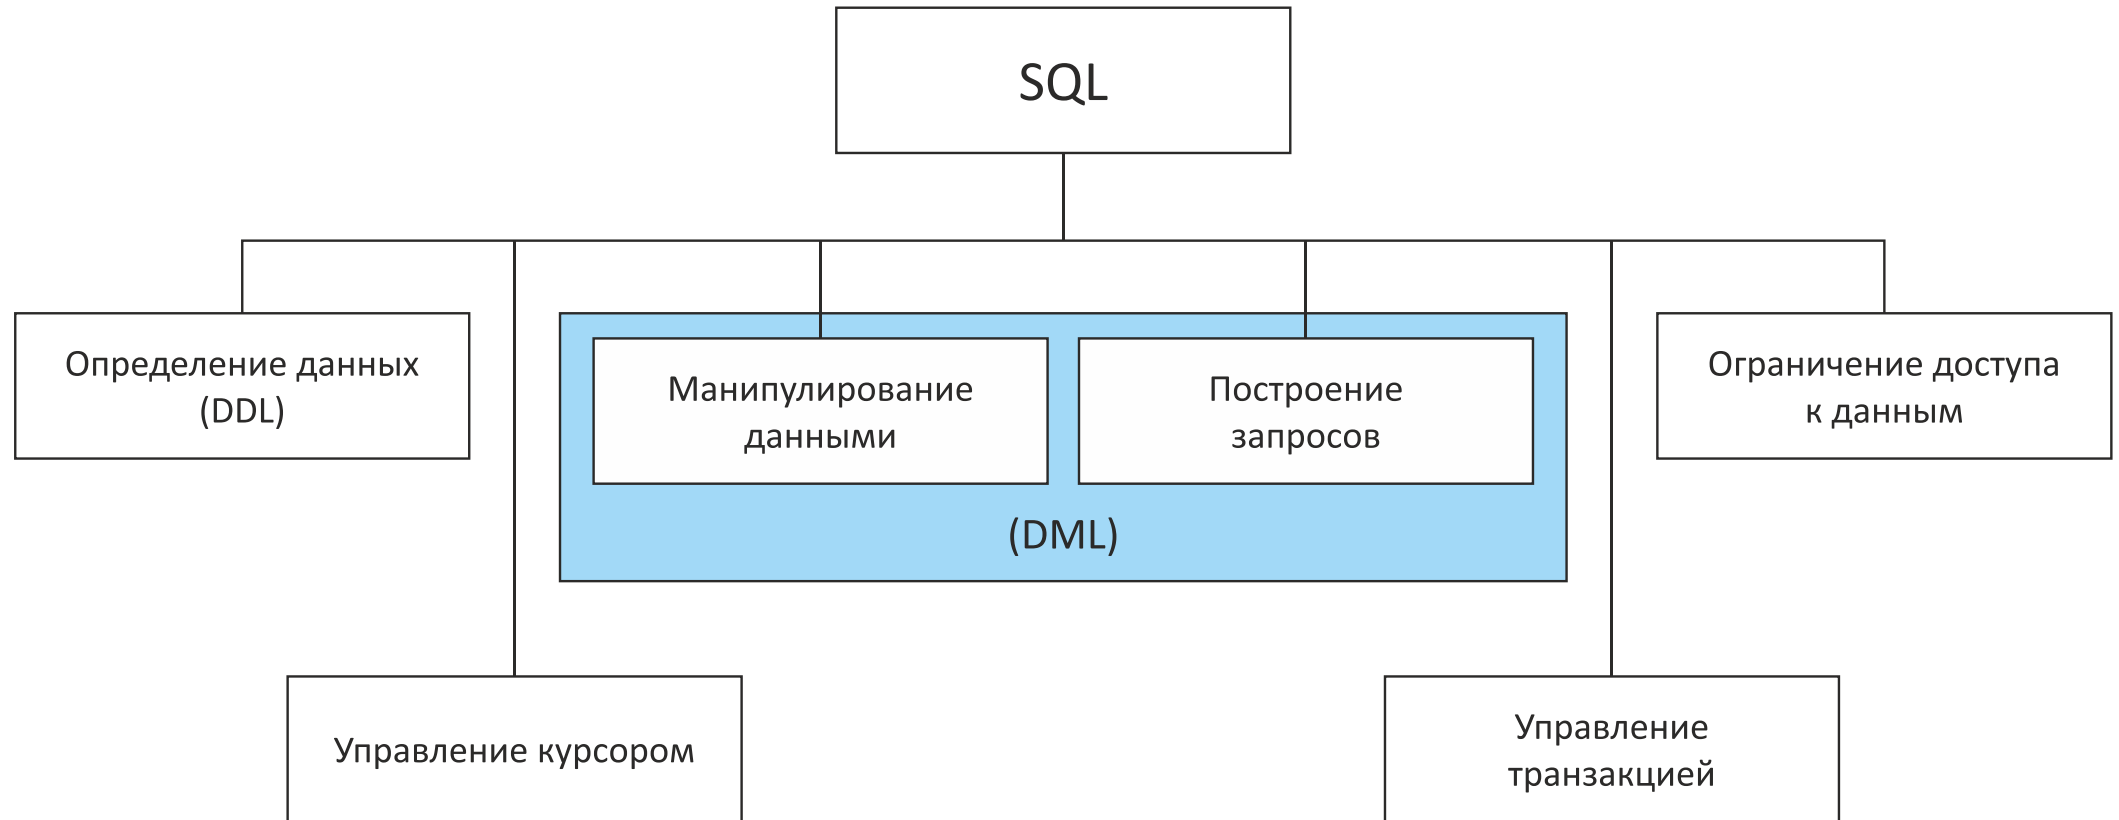 SQL
Определение данных
(DDL)
Манипулирование
данными
Построение
запросов
(DML)
Ограничение доступа
к данным
Управление курсором
Управление
транзакцией